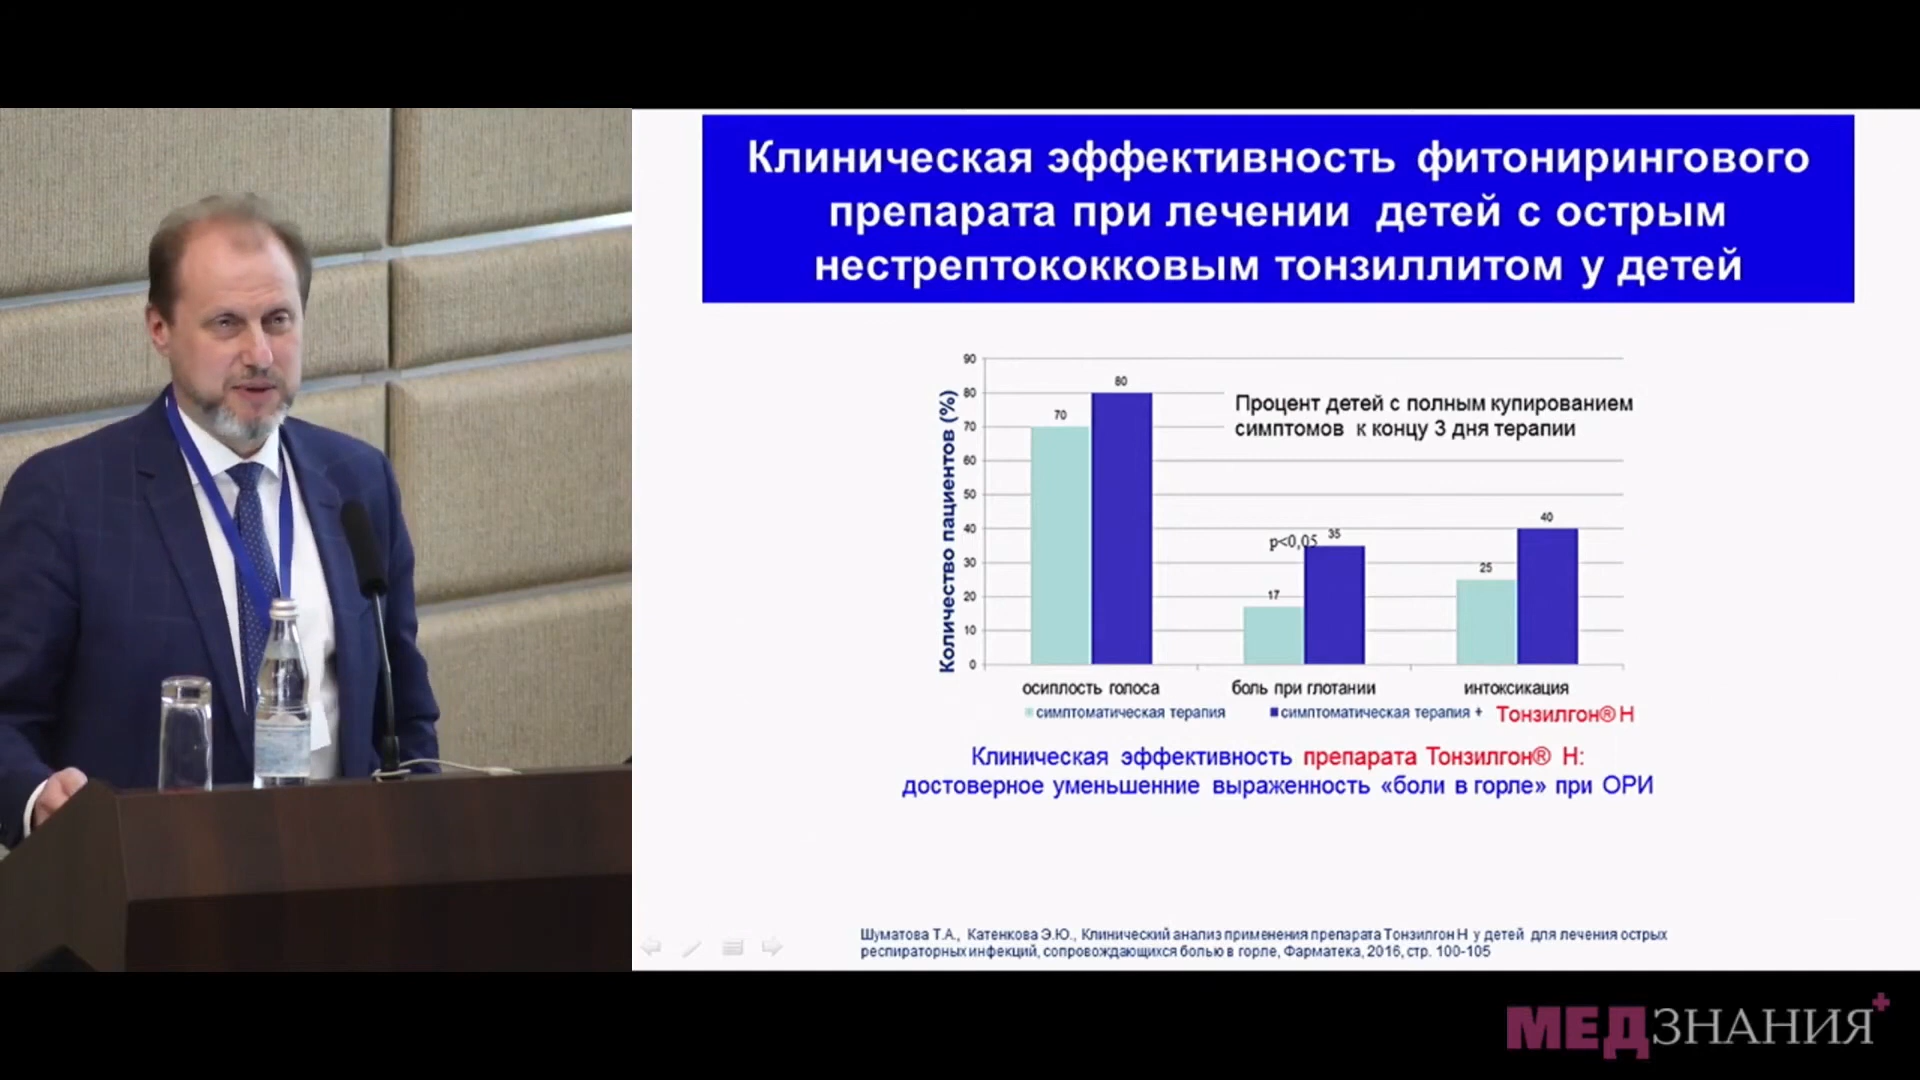 Клиническая эффективность фитонирингового
препарата при лечении детей с острым
нестрептококковым тонзиллитом у детей
Количество пациентов (%)
90
80
70
60
50
40
30
20
10
0
Процент детей с полным купированием
симптомов к концу 3 дня терапии
70
80
p<0,05
17
35
25
40
осиплость голоса
боль при глотании
интоксикация
симптоматическая терапия
симптоматическая терапия + Тонзилгон® Н
Клиническая эффективность препарата Тонзилгон® Н:
достоверное уменьшенние выраженность «боли в горле» при ОРИ
Шуматова Т.А., Катенкова Э.Ю., Клинический анализ применения препарата Тонзилгон Н у детей для лечения острых
респираторных инфекций, сопровождающихся болью в горле, Фарматека, 2016, стр. 100-105
МЕДЗНАНИЯ+